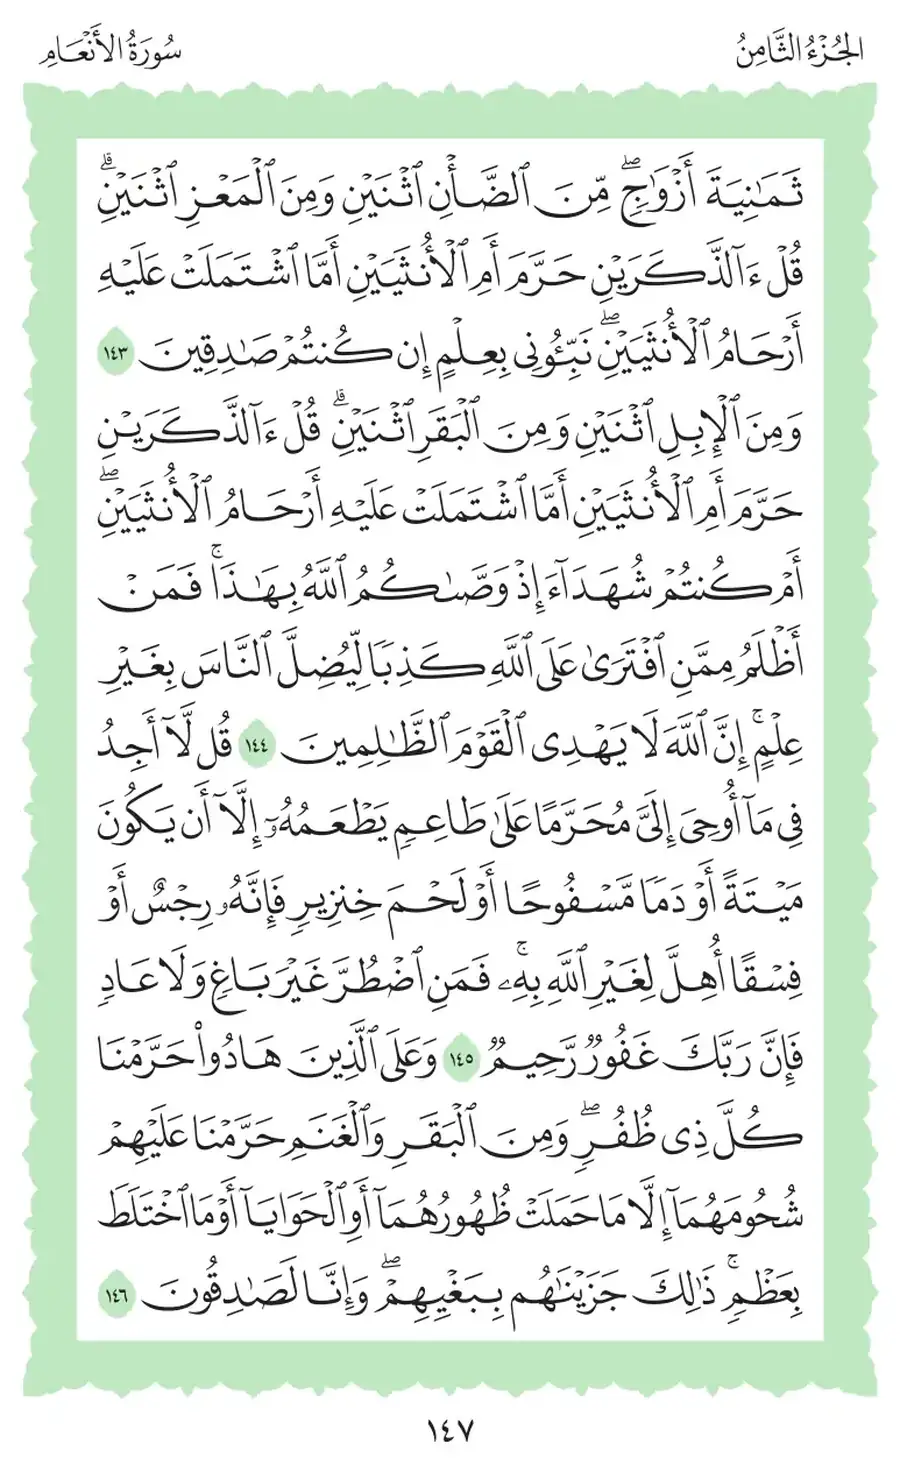 الجُزْءُ الثَّامِنُ
سُورَةُ الأَنْعَامِ
ثَمَٰنِيَةَ أَزْوَٰجٖۖ مِّنَ ٱلضَّأْنِ ٱثْنَيْنِ وَمِنَ ٱلْمَعْزِ ٱثْنَيْنِۗ
قُلْ ءَآلذَّكَرَيْنِ حَرَّمَ أَمِ ٱلْأُنثَيَيْنِ أَمَّا ٱشْتَمَلَتْ عَلَيْهِ
أَرْحَامُ ٱلْأُنثَيَيْنِۖ نَبِّـُٔونِى بِعِلْمٍ إِن كُنتُمْ صَٰدِقِينَ ١٤٣
وَمِنَ ٱلْإِبِلِ ٱثْنَيْنِ وَمِنَ ٱلْبَقَرِ ٱثْنَيْنِۗ قُلْ ءَآلذَّكَرَيْنِ
حَرَّمَ أَمِ ٱلْأُنثَيَيْنِ أَمَّا ٱشْتَمَلَتْ عَلَيْهِ أَرْحَامُ ٱلْأُنثَيَيْنِۖ
أَمْ كُنتُمْ شُهَدَآءَ إِذْ وَصَّىٰكُمُ ٱللَّهُ بِهَٰذَاۚ فَمَنْ
أَظْلَمُ مِمَّنِ ٱفْتَرَىٰ عَلَى ٱللَّهِ كَذِبًا لِّيُضِلَّ ٱلنَّاسَ بِغَيْرِ
عِلْمٍۚ إِنَّ ٱللَّهَ لَا يَهْدِى ٱلْقَوْمَ ٱلظَّٰلِمِينَ ١٤٤ قُل لَّآ أَجِدُ
فِى مَآ أُوحِىَ إِلَىَّ مُحَرَّمًا عَلَىٰ طَاعِمٍ يَطْعَمُهُۥٓ إِلَّآ أَن يَكُونَ
مَيْتَةً أَوْ دَمًا مَّسْفُوحًا أَوْ لَحْمَ خِنزِيرٍ فَإِنَّهُۥ رِجْسٌ أَوْ
فِسْقًا أُهِلَّ لِغَيْرِ ٱللَّهِ بِهِۦۚ فَمَنِ ٱضْطُرَّ غَيْرَ بَاغٍ وَلَا عَادٍ
فَإِنَّ رَبَّكَ غَفُورٌ رَّحِيمٌ ١٤٥ وَعَلَى ٱلَّذِينَ هَادُوا۟ حَرَّمْنَا
كُلَّ ذِى ظُفُرٍۖ وَمِنَ ٱلْبَقَرِ وَٱلْغَنَمِ حَرَّمْنَا عَلَيْهِمْ
شُحُومَهُمَآ إِلَّا مَا حَمَلَتْ ظُهُورُهُمَآ أَوِ ٱلْحَوَايَآ أَوْ مَا ٱخْتَلَطَ
بِعَظْمٍۚ ذَٰلِكَ جَزَيْنَٰهُم بِبَغْيِهِمْۖ وَإِنَّا لَصَٰدِقُونَ ١٤٦
١٤٧